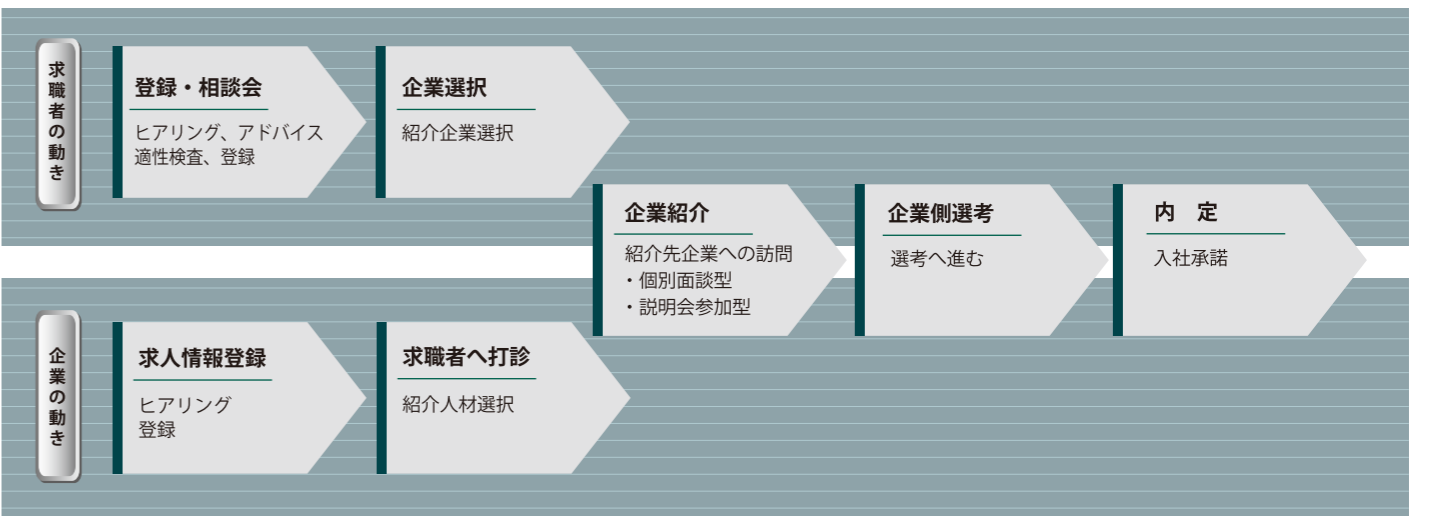 求職者の動き
登録・相談会
ヒアリング、アドバイス
適性検査、登録
企業選択
紹介企業選択
企業紹介
紹介先企業への訪問
・個別面談型
・説明会参加型
企業側選考
選考へ進む
内　定
入社承諾
企業の動き
求人情報登録
ヒアリング
登録
求職者へ打診
紹介人材選択